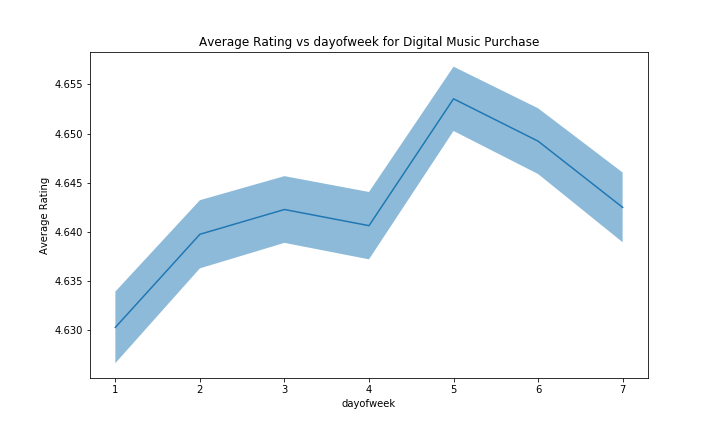 Average Rating vs dayofweek for Digital Music Purchase
4.655
4.650
4.645
4.640
4.635
4.630
Average Rating
1 2 3 4 5 6 7
dayofweek